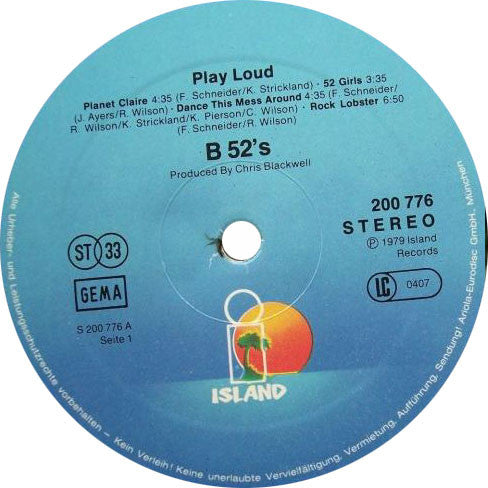 Play Loud
Planet Claire 4:35 (F. Schneider/K. Strickland) · 52 Girls 3:35
(J. Ayers/R. Wilson) · Dance This Mess Around 4:35 (F. Schneider/
R. Wilson/K. Strickland/K. Pierson/C. Wilson) · Rock Lobster 6:50
(F. Schneider/R. Wilson)
B 52's
Produced By Chris Blackwell
200 776
STEREO
℗ 1979 Island
Records
ST 33
GEMA
LC 0407
S 200 776 A
Seite 1
ISLAND
Alle Urheber- und Leistungsschutzrechte vorbehalten – Kein Verleih! Keine unerlaubte Vervielfältigung, Vermietung, Aufführung, Sendung! Ariola-Eurodisc GmbH, München